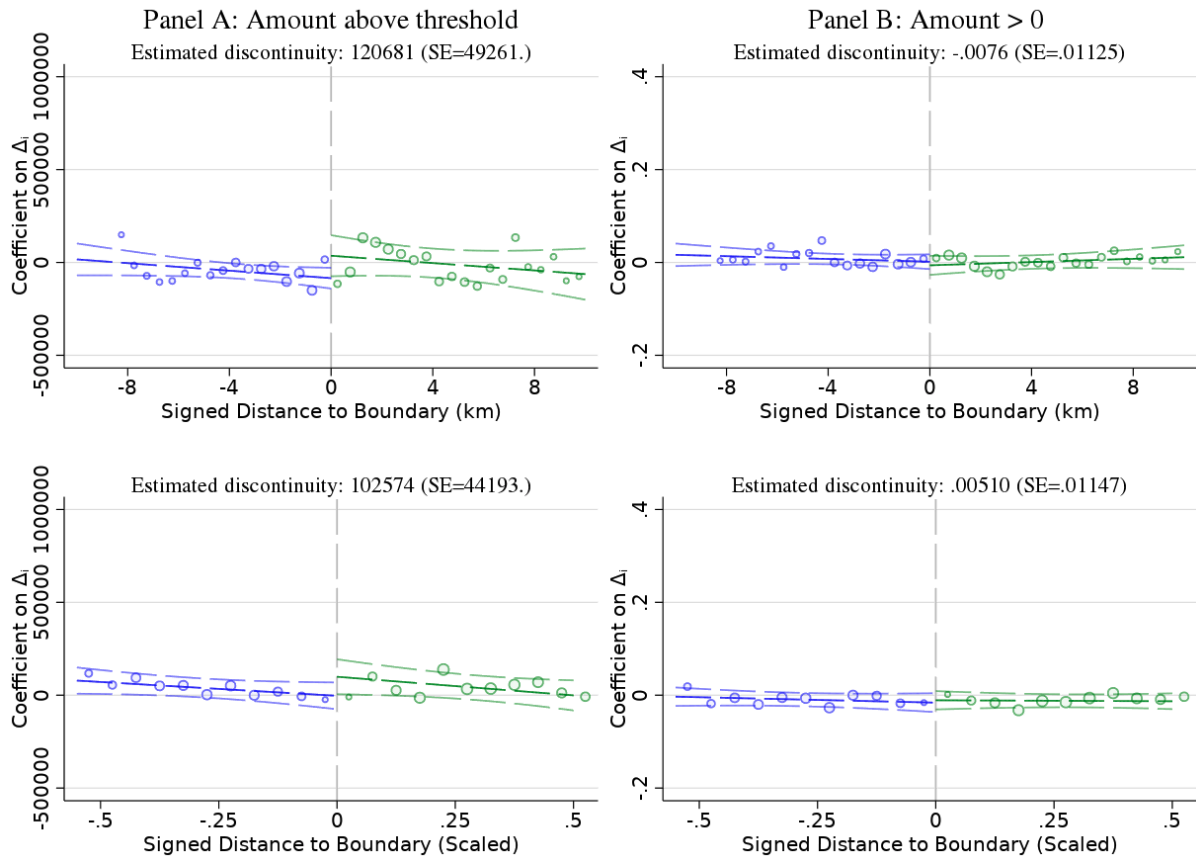 Panel A: Amount above threshold
Estimated discontinuity: 120681 (SE=49261.)
Coefficient on Δᵢ
1000000
500000
0
-500000
-8 -4 0 4 8
Signed Distance to Boundary (km)
Panel B: Amount > 0
Estimated discontinuity: -.0076 (SE=.01125)
Coefficient on Δᵢ
.4
.2
0
-.2
-8 -4 0 4 8
Signed Distance to Boundary (km)
Estimated discontinuity: 102574 (SE=44193.)
Coefficient on Δᵢ
1000000
500000
0
-500000
-.5 -.25 0 .25 .5
Signed Distance to Boundary (Scaled)
Estimated discontinuity: .00510 (SE=.01147)
Coefficient on Δᵢ
.4
.2
0
-.2
-.5 -.25 0 .25 .5
Signed Distance to Boundary (Scaled)